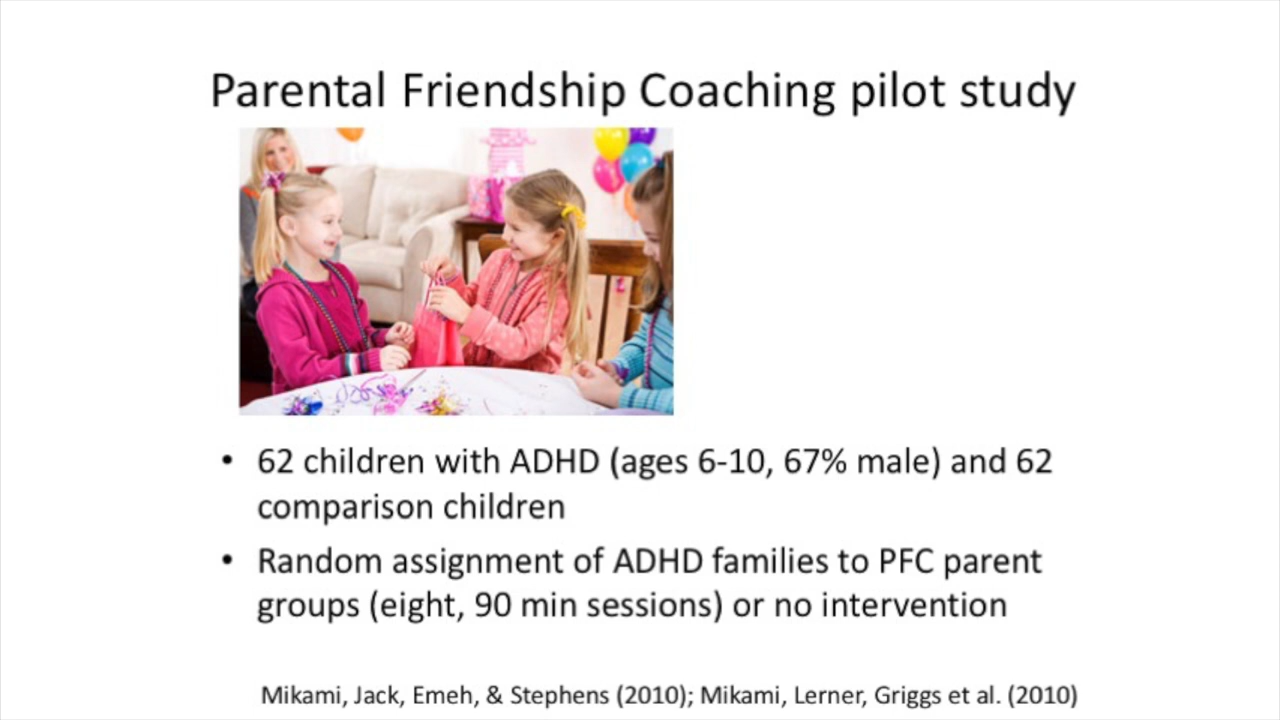 Parental Friendship Coaching pilot study
• 62 children with ADHD (ages 6-10, 67% male) and 62
comparison children
• Random assignment of ADHD families to PFC parent
groups (eight, 90 min sessions) or no intervention
Mikami, Jack, Emeh, & Stephens (2010); Mikami, Lerner, Griggs et al. (2010)